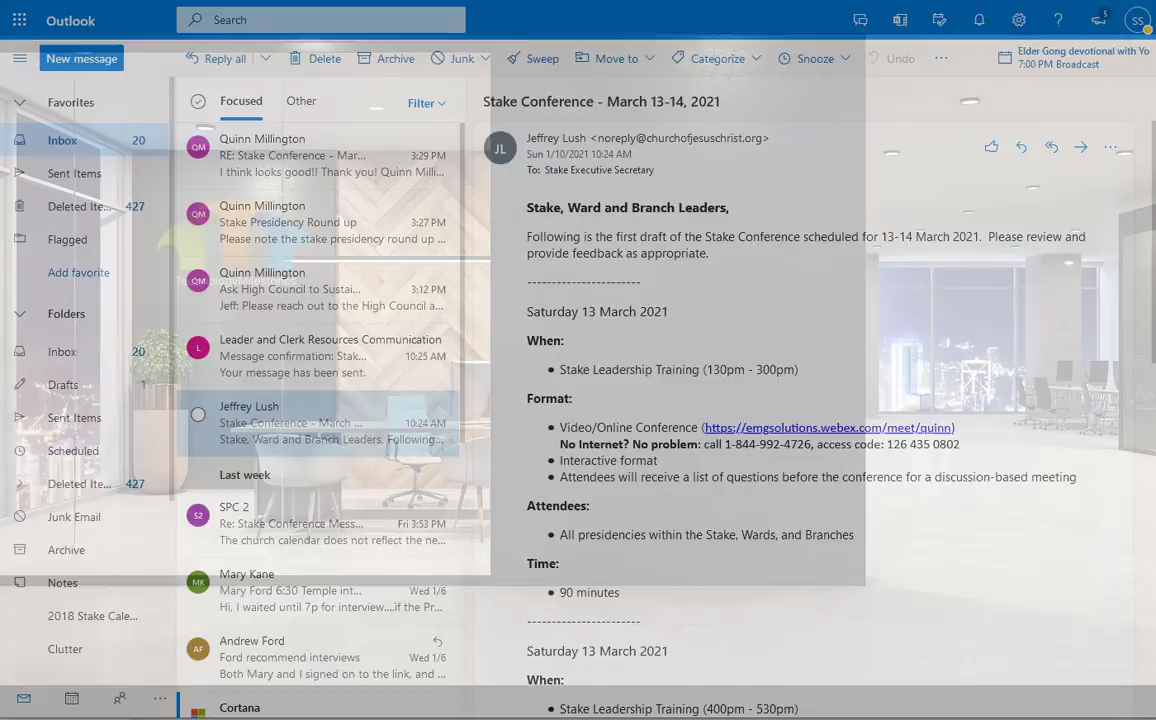 Outlook
Search
5
SS
New message
Reply all
Delete
Archive
Junk
Sweep
Move to
Categorize
Snooze
Undo
Elder Gong devotional with Yo
7:00 PM Broadcast
Favorites
Inbox 20
Sent Items
Deleted Ite... 427
Flagged
Add favorite
Folders
Inbox 20
Drafts 1
Sent Items
Scheduled
Deleted Ite... 427
Junk Email
Archive
Notes
2018 Stake Cale...
Clutter
Focused
Other
Filter
QM
Quinn Millington
RE: Stake Conference - Mar... 3:29 PM
I think looks good!! Thank you! Quinn Milli...
QM
Quinn Millington
Stake Presidency Round up 3:27 PM
Please note the stake presidency round up ...
QM
Quinn Millington
Ask High Council to Sustai... 3:12 PM
Jeff: Please reach out to the High Council a...
L
Leader and Clerk Resources Communication
Message confirmation: Stak... 10:25 AM
Your message has been sent.
Jeffrey Lush
Stake Conference - March ... 10:24 AM
Stake, Ward and Branch Leaders. Following...
Last week
S2
SPC 2
Re: Stake Conference Mess... Fri 3:53 PM
The church calendar does not reflect the ne...
MK
Mary Kane
Mary Ford 6:30 Temple int... Wed 1/6
Hi, I waited until 7p for interview....if the Pr...
AF
Andrew Ford
Ford recommend interviews Wed 1/6
Both Mary and I signed on to the link, and ...
Cortana
Stake Conference - March 13-14, 2021
JL
Jeffrey Lush <noreply@churchofjesuschrist.org>
Sun 1/10/2021 10:24 AM
To: Stake Executive Secretary
Stake, Ward and Branch Leaders,
Following is the first draft of the Stake Conference scheduled for 13-14 March 2021. Please review and
provide feedback as appropriate.
-----------------------
Saturday 13 March 2021
When:
● Stake Leadership Training (130pm - 300pm)
Format:
● Video/Online Conference (https://emgsolutions.webex.com/meet/quinn)
No Internet? No problem: call 1-844-992-4726, access code: 126 435 0802
● Interactive format
● Attendees will receive a list of questions before the conference for a discussion-based meeting
Attendees:
● All presidencies within the Stake, Wards, and Branches
Time:
● 90 minutes
-----------------------
Saturday 13 March 2021
When:
● Stake Leadership Training (400pm - 530pm)